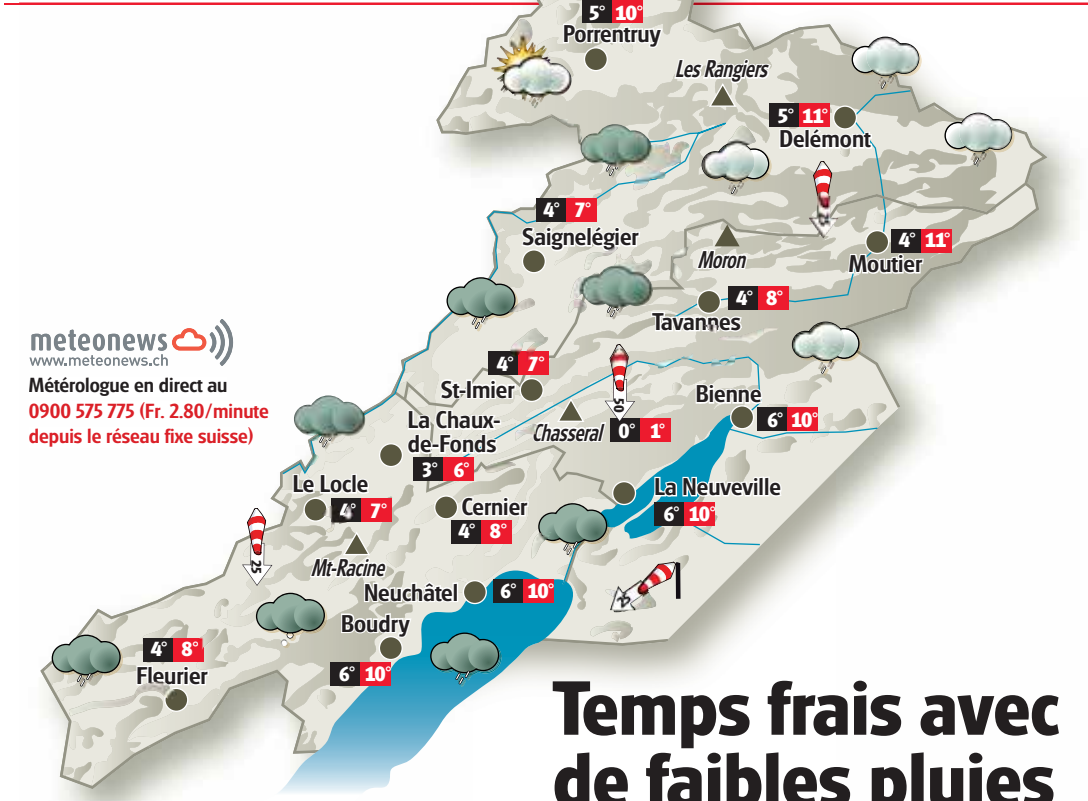 5° 10°
Porrentruy
Les Rangiers
5° 11°
Delémont
4° 7°
Saignelégier
Moron
4° 11°
Moutier
4° 8°
Tavannes
meteonews
www.meteonews.ch
Météorologue en direct au
0900 575 775 (Fr. 2.80/minute
depuis le réseau fixe suisse)
4° 7°
St-Imier
50
Chasseral 0° 1°
Bienne
6° 10°
La Chaux-
de-Fonds
3° 6°
Le Locle
4° 7°
Cernier
4° 8°
La Neuveville
6° 10°
25
Mt-Racine
Neuchâtel 6° 10°
25
Boudry
6° 10°
4° 8°
Fleurier
Temps frais avec
de faibles pluies